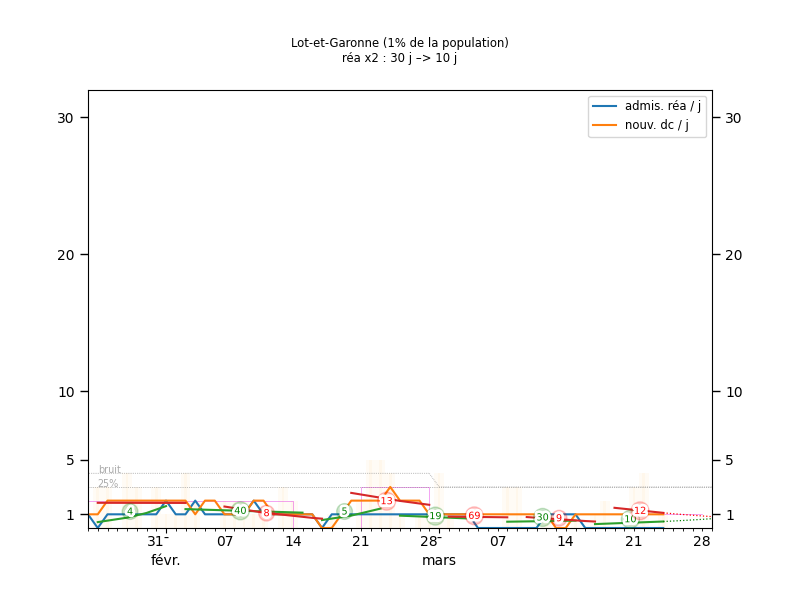 Lot-et-Garonne (1% de la population)
réa x2 : 30 j –> 10 j
admis. réa / j
nouv. dc / j
30 30
20 20
10 10
5 5
bruit
25%
1 1
4 40 8 5 13 19 69 30 9 10 12
31 07 14 21 28 07 14 21 28
févr. mars